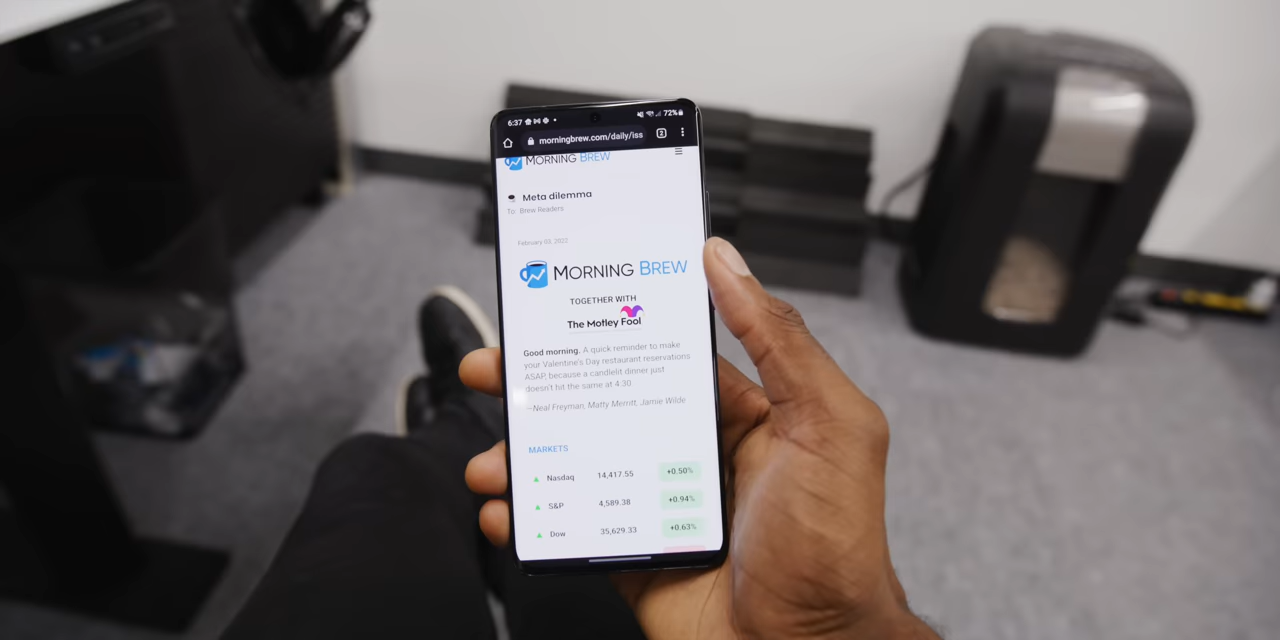 6:37
72%
morningbrew.com/daily/iss
2
MORNING BREW
Meta dilemma
To: Brew Readers
February 03, 2022
MORNING BREW
TOGETHER WITH
The Motley Fool
Good morning. A quick reminder to make
your Valentine's Day restaurant reservations
ASAP, because a candlelit dinner just
doesn't hit the same at 4:30
—Neal Freyman, Matty Merritt, Jamie Wilde
MARKETS
Nasdaq 14,417.55 +0.50%
S&P 4,589.38 +0.94%
Dow 35,629.33 +0.63%